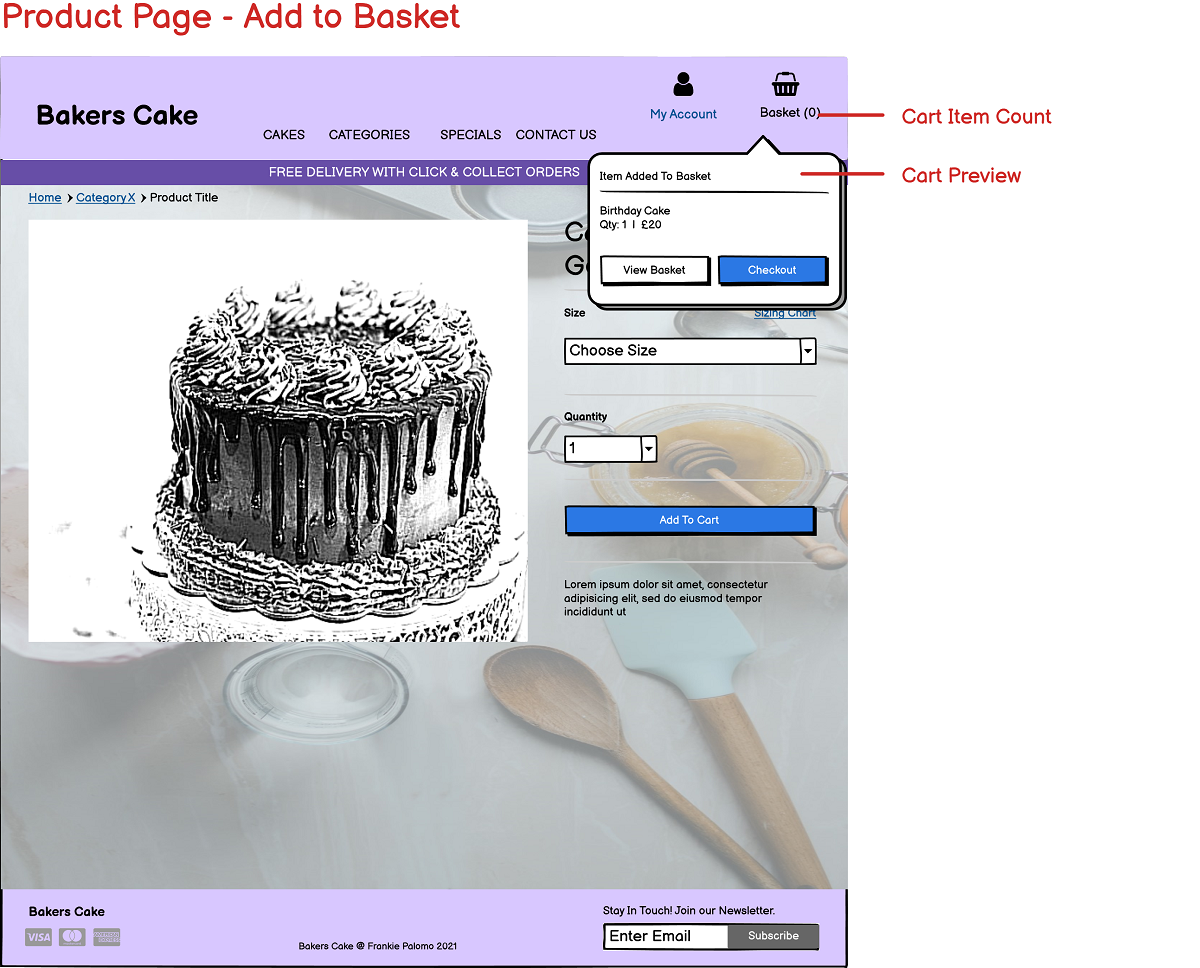 Product Page - Add to Basket
Bakers Cake
CAKES
CATEGORIES
SPECIALS
CONTACT US
My Account
Basket (0)
Cart Item Count
FREE DELIVERY WITH CLICK & COLLECT ORDERS
Item Added To Basket
Cart Preview
Birthday Cake
Qty: 1 | £20
View Basket
Checkout
Home > Category X > Product Title
Size
Sizing Chart
Choose Size
Quantity
1
Add To Cart
Lorem ipsum dolor sit amet, consectetur
adipisicing elit, sed do eiusmod tempor
incididunt ut
Bakers Cake
VISA
Bakers Cake @ Frankie Palomo 2021
Stay In Touch! Join our Newsletter.
Enter Email
Subscribe